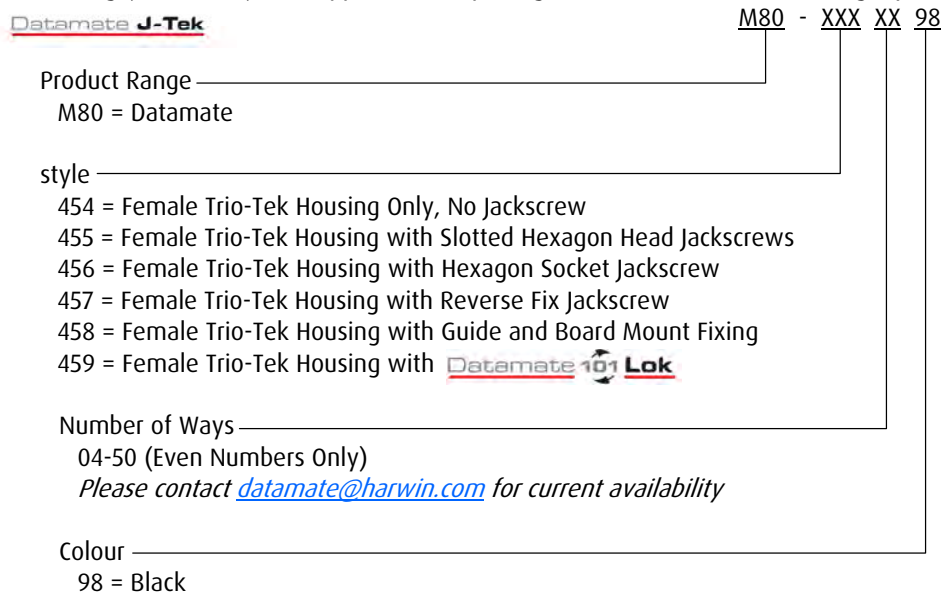 Datamate J-Tek
M80 - XXX XX 98
Product Range
M80 = Datamate
style
454 = Female Trio-Tek Housing Only, No Jackscrew
455 = Female Trio-Tek Housing with Slotted Hexagon Head Jackscrews
456 = Female Trio-Tek Housing with Hexagon Socket Jackscrew
457 = Female Trio-Tek Housing with Reverse Fix Jackscrew
458 = Female Trio-Tek Housing with Guide and Board Mount Fixing
459 = Female Trio-Tek Housing with Datamate 101 Lok
Number of Ways
04-50 (Even Numbers Only)
Please contact datamate@harwin.com for current availability
Colour
98 = Black